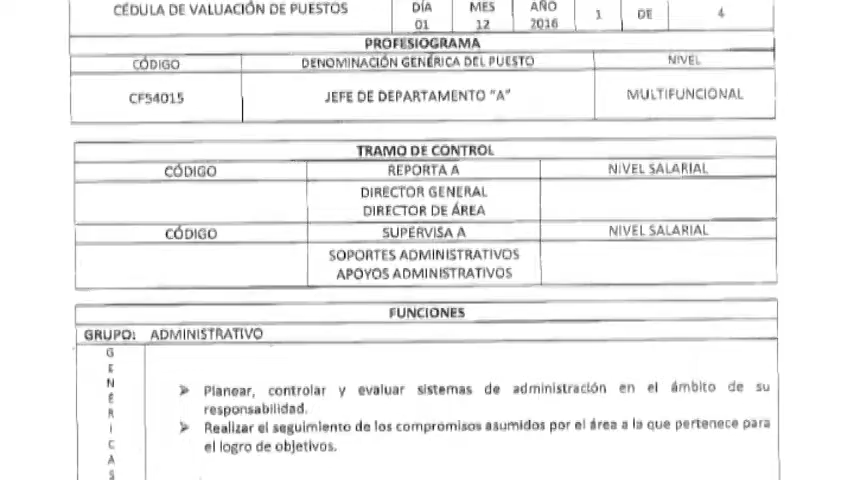 CÉDULA DE VALUACIÓN DE PUESTOS DÍA MES AÑO 1 DE 4
01 12 2016
PROFESIOGRAMA
CÓDIGO DENOMINACIÓN GENÉRICA DEL PUESTO NIVEL
CF54015 JEFE DE DEPARTAMENTO "A" MULTIFUNCIONAL
TRAMO DE CONTROL
CÓDIGO REPORTA A NIVEL SALARIAL
DIRECTOR GENERAL
DIRECTOR DE ÁREA
CÓDIGO SUPERVISA A NIVEL SALARIAL
SOPORTES ADMINISTRATIVOS
APOYOS ADMINISTRATIVOS
FUNCIONES
GRUPO: ADMINISTRATIVO
G
E
N
É
R
I
C
A
S
➢ Planear, controlar y evaluar sistemas de administración en el ámbito de su
responsabilidad.
➢ Realizar el seguimiento de los compromisos asumidos por el área a la que pertenece para
el logro de objetivos.